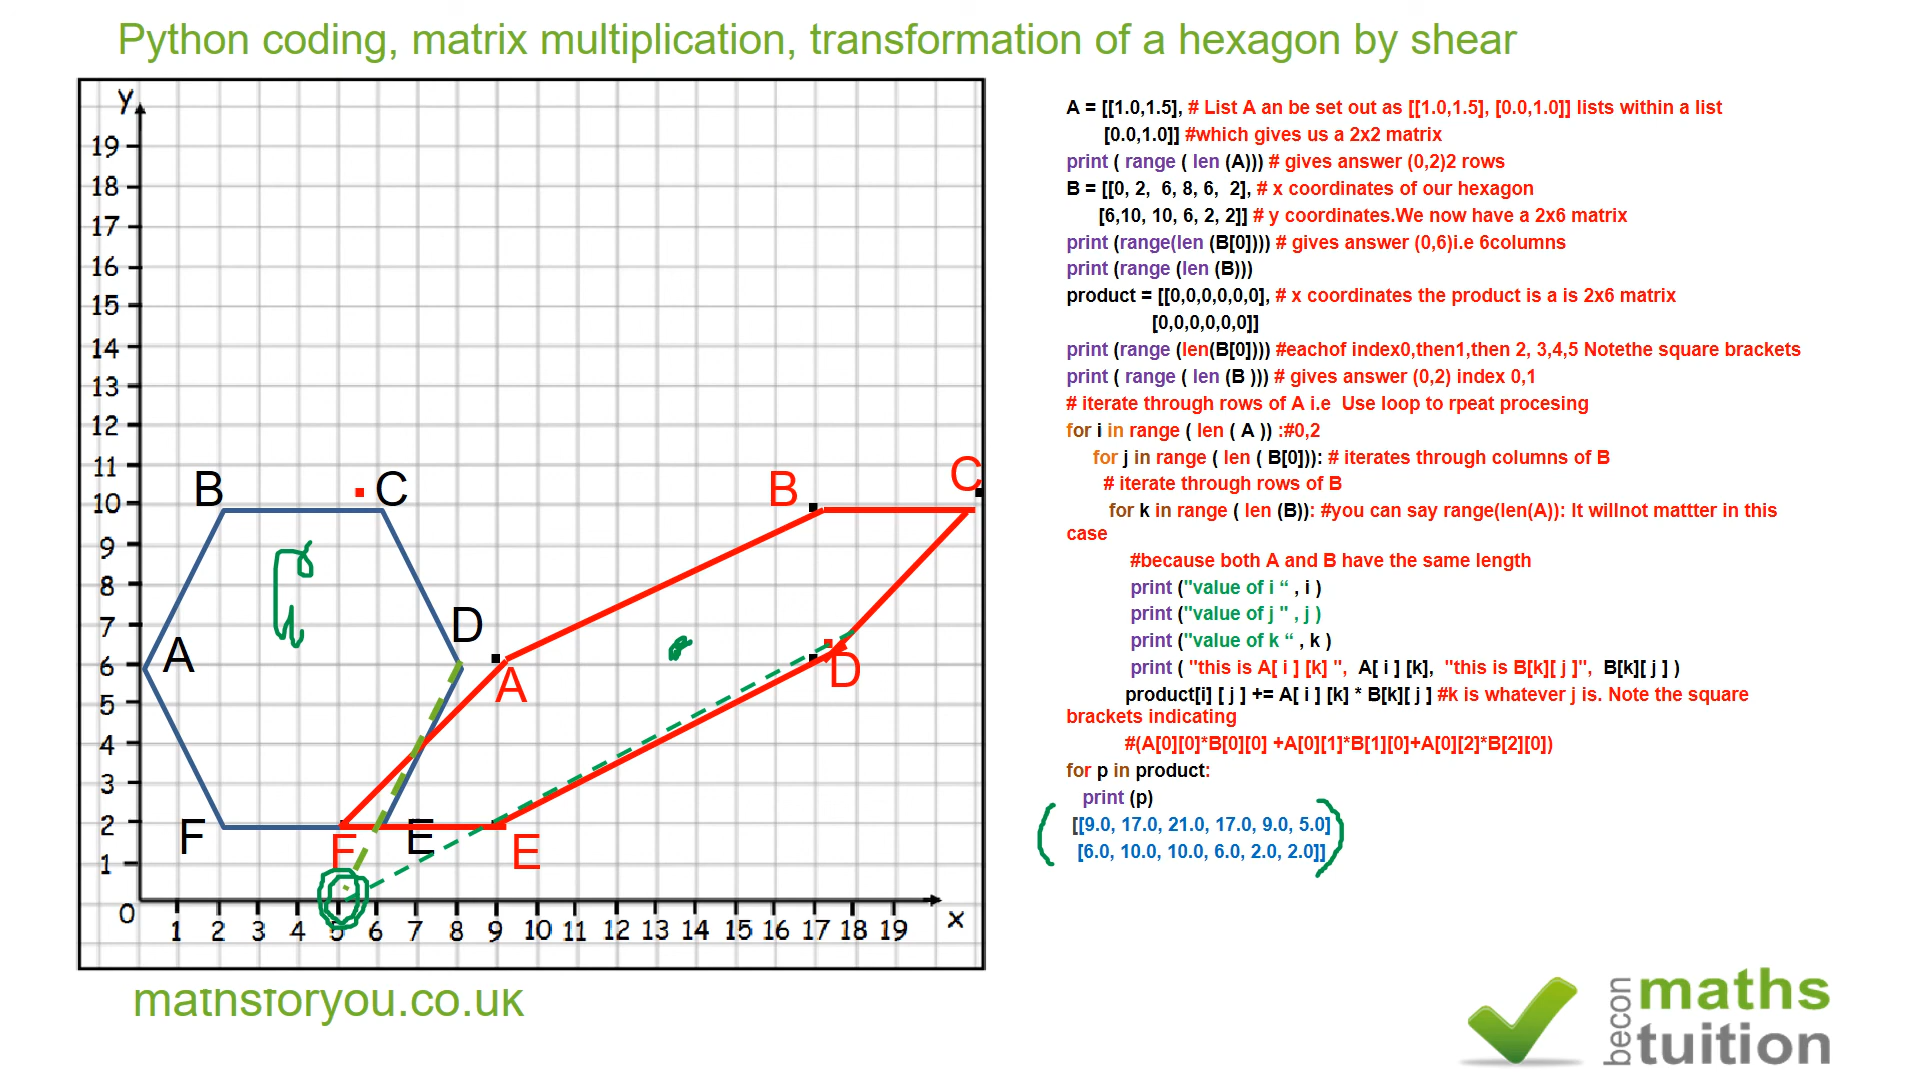 Python coding, matrix multiplication, transformation of a hexagon by shear
y
19
18
17
16
15
14
13
12
11
10
9
8
7
6
5
4
3
2
1
0
1 2 3 4 5 6 7 8 9 10 11 12 13 14 15 16 17 18 19
x
B C
D
A
F E
B C
A D
F E
A = [[1.0,1.5], # List A an be set out as [[1.0,1.5], [0.0,1.0]] lists within a list
[0.0,1.0]] #which gives us a 2x2 matrix
print ( range ( len (A))) # gives answer (0,2)2 rows
B = [[0, 2, 6, 8, 6, 2], # x coordinates of our hexagon
[6,10, 10, 6, 2, 2]] # y coordinates.We now have a 2x6 matrix
print (range(len (B[0]))) # gives answer (0,6)i.e 6columns
print (range (len (B)))
product = [[0,0,0,0,0,0], # x coordinates the product is a is 2x6 matrix
[0,0,0,0,0,0]]
print (range (len(B[0]))) #eachof index0,then1,then 2, 3,4,5 Notethe square brackets
print ( range ( len (B ))) # gives answer (0,2) index 0,1
# iterate through rows of A i.e Use loop to rpeat procesing
for i in range ( len ( A )) :#0,2
for j in range ( len ( B[0])): # iterates through columns of B
# iterate through rows of B
for k in range ( len (B)): #you can say range(len(A)): It willnot mattter in this
case
#because both A and B have the same length
print ("value of i “ , i )
print ("value of j " , j )
print ("value of k “ , k )
print ( "this is A[ i ] [k] ", A[ i ] [k], "this is B[k][ j ]", B[k][ j ] )
product[i] [ j ] += A[ i ] [k] * B[k][ j ] #k is whatever j is. Note the square
brackets indicating
#(A[0][0]*B[0][0] +A[0][1]*B[1][0]+A[0][2]*B[2][0])
for p in product:
print (p)
[[9.0, 17.0, 21.0, 17.0, 9.0, 5.0]
[6.0, 10.0, 10.0, 6.0, 2.0, 2.0]]
mathsforyou.co.uk
becon maths
tuition